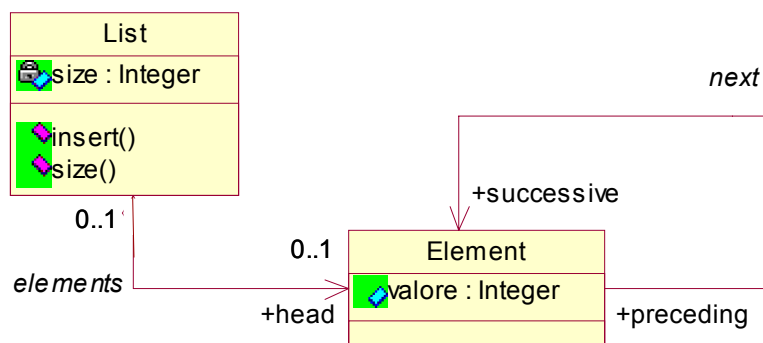 List
size : Integer
insert()
size()
0..1
elements
next
+successive
0..1
Element
valore : Integer
+head
+preceding